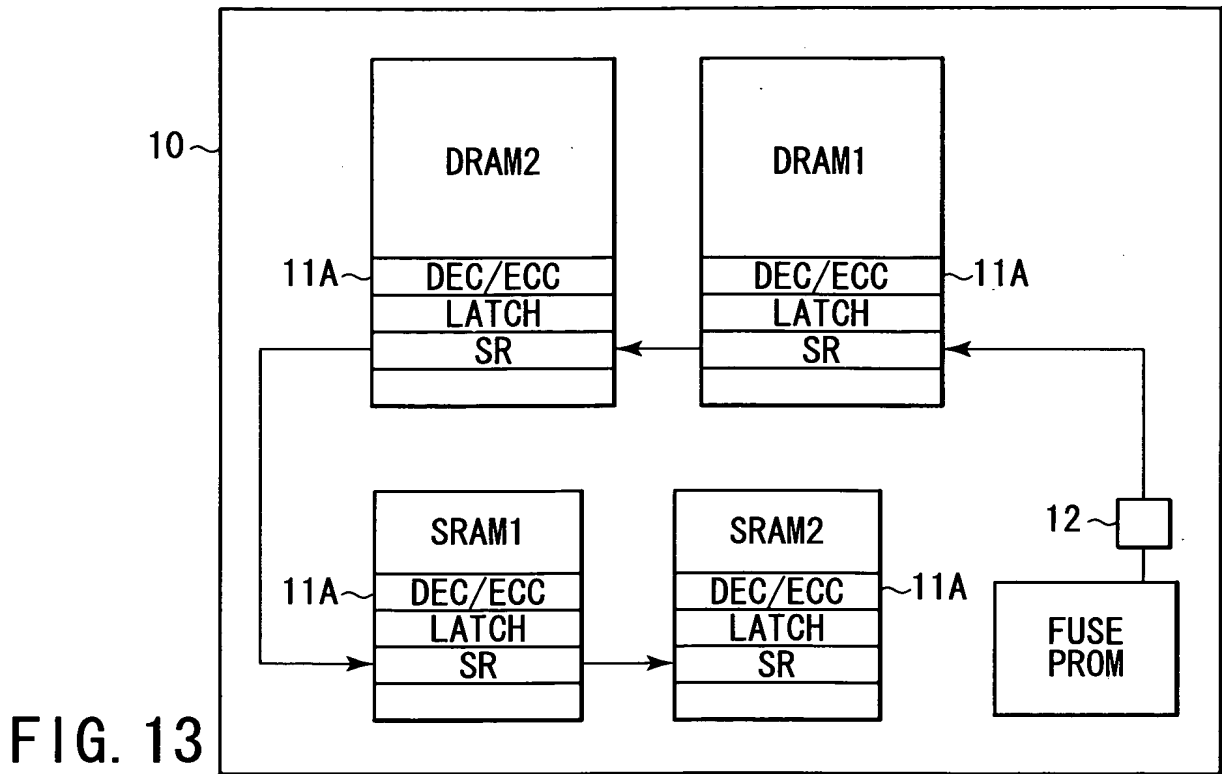 10
DRAM2
DRAM1
11A
DEC/ECC
DEC/ECC
11A
LATCH
LATCH
SR
SR
SRAM1
SRAM2
12
11A
DEC/ECC
DEC/ECC
11A
LATCH
LATCH
SR
SR
FUSE
PROM
FIG. 13